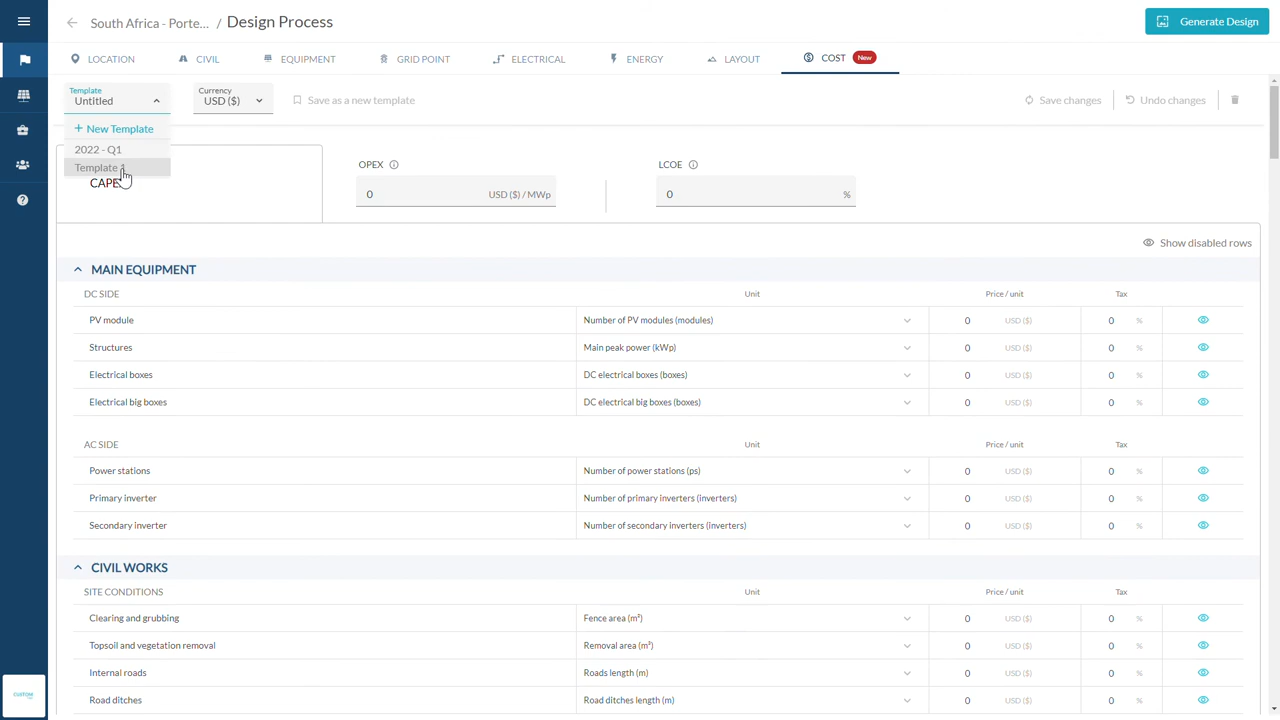 South Africa - Porte... / Design Process
Generate Design
LOCATION CIVIL EQUIPMENT GRID POINT ELECTRICAL ENERGY LAYOUT COST New
Template
Untitled
Currency
USD ($)
Save as a new template
Save changes
Undo changes
+ New Template
2022 - Q1
Template 1
CAPEX
OPEX
0 USD ($) / MWp
LCOE
0 %
Show disabled rows
MAIN EQUIPMENT
DC SIDE Unit Price / unit Tax
PV module Number of PV modules (modules) 0 USD ($) 0 %
Structures Main peak power (kWp) 0 USD ($) 0 %
Electrical boxes DC electrical boxes (boxes) 0 USD ($) 0 %
Electrical big boxes DC electrical big boxes (boxes) 0 USD ($) 0 %
AC SIDE Unit Price / unit Tax
Power stations Number of power stations (ps) 0 USD ($) 0 %
Primary inverter Number of primary inverters (inverters) 0 USD ($) 0 %
Secondary inverter Number of secondary inverters (inverters) 0 USD ($) 0 %
CIVIL WORKS
SITE CONDITIONS Unit Price / unit Tax
Clearing and grubbing Fence area (m²) 0 USD ($) 0 %
Topsoil and vegetation removal Removal area (m²) 0 USD ($) 0 %
Internal roads Roads length (m) 0 USD ($) 0 %
Road ditches Road ditches length (m) 0 USD ($) 0 %
CUSTOM